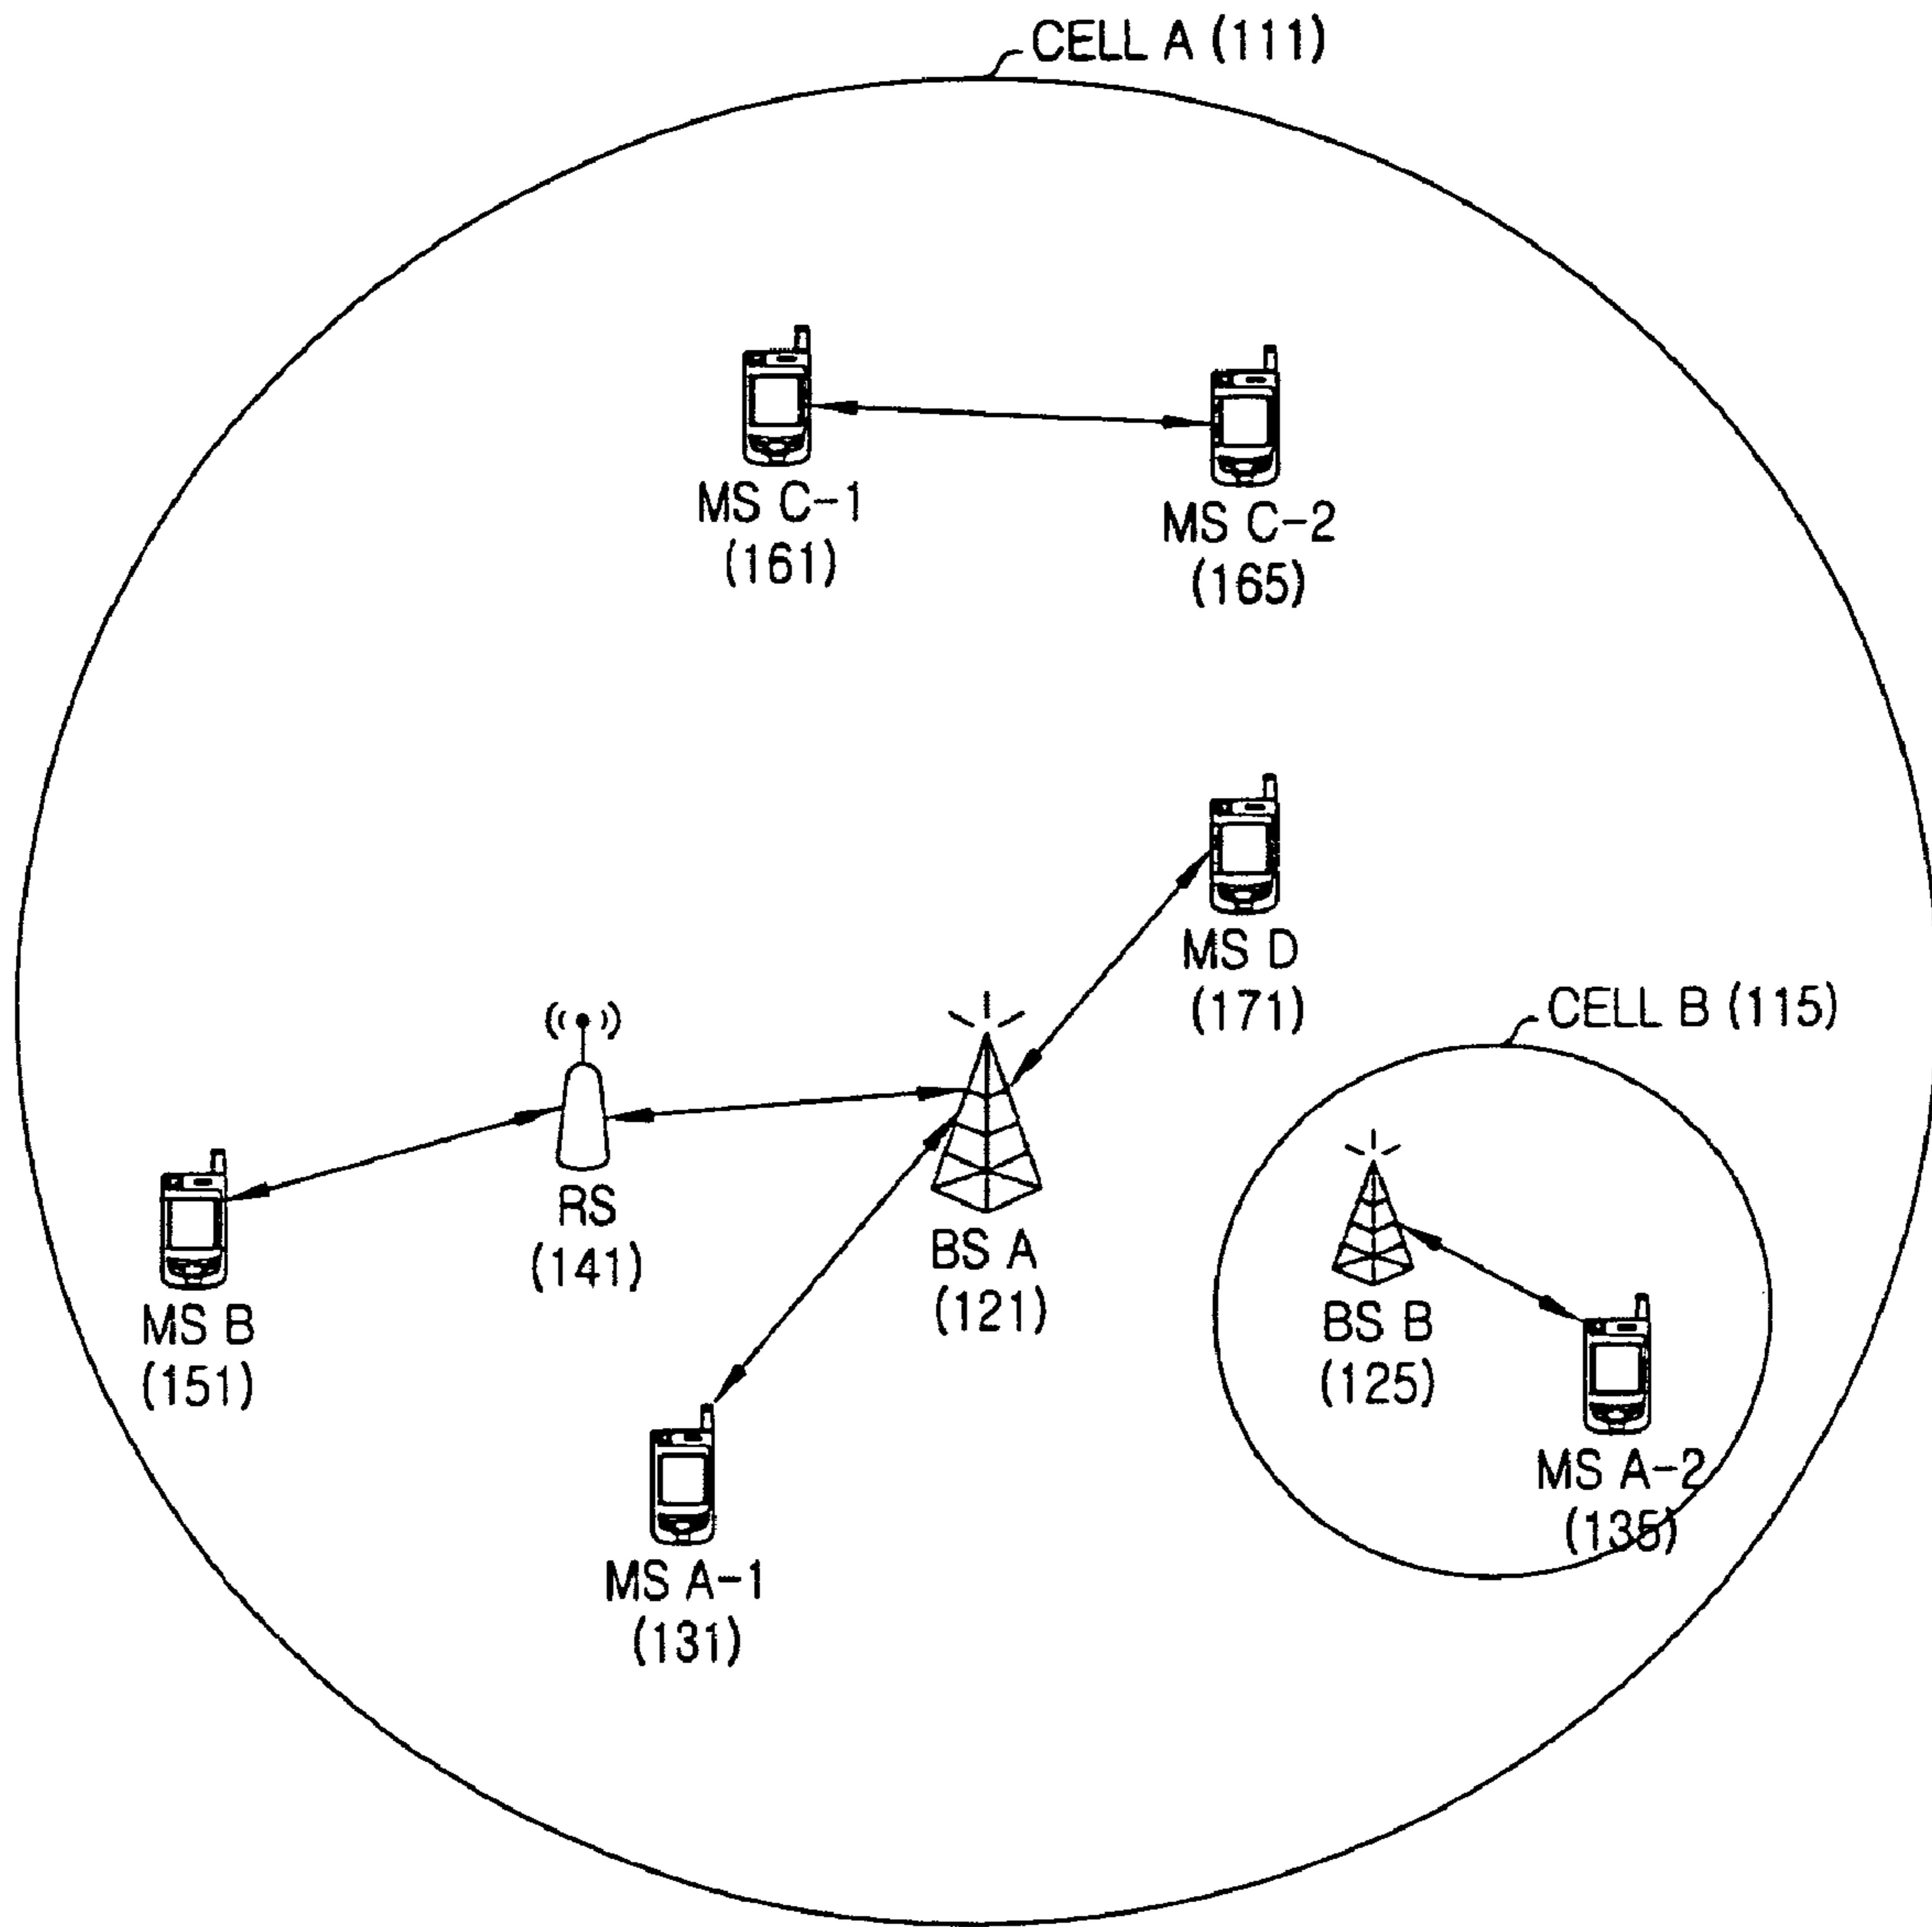 CELL A (111)
MS C-1
(161)
MS C-2
(165)
MS D
(171)
CELL B (115)
RS
(141)
BS A
(121)
MS B
(151)
BS B
(125)
MS A-2
(135)
MS A-1
(131)